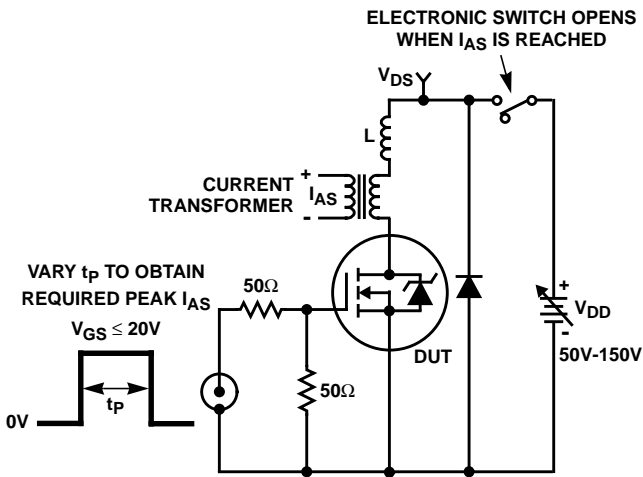 ELECTRONIC SWITCH OPENS
WHEN IAS IS REACHED
VDS
L
+
CURRENT
TRANSFORMER
IAS
-
VARY tP TO OBTAIN
REQUIRED PEAK IAS
VGS ≤ 20V
50Ω
DUT
+
VDD
-
50V-150V
50Ω
tP
0V